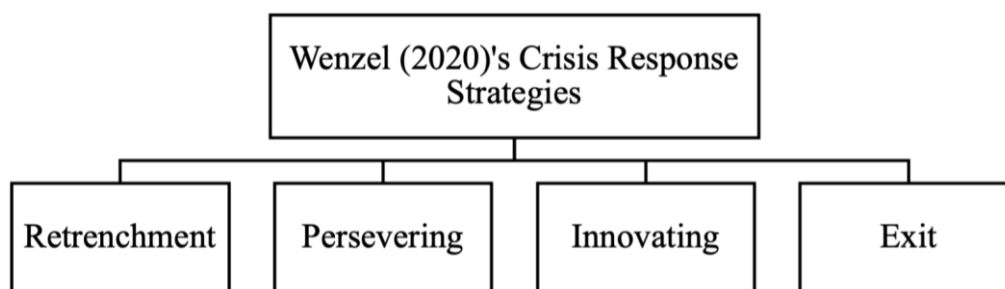 Wenzel (2020)'s Crisis Response
Strategies
Retrenchment
Persevering
Innovating
Exit